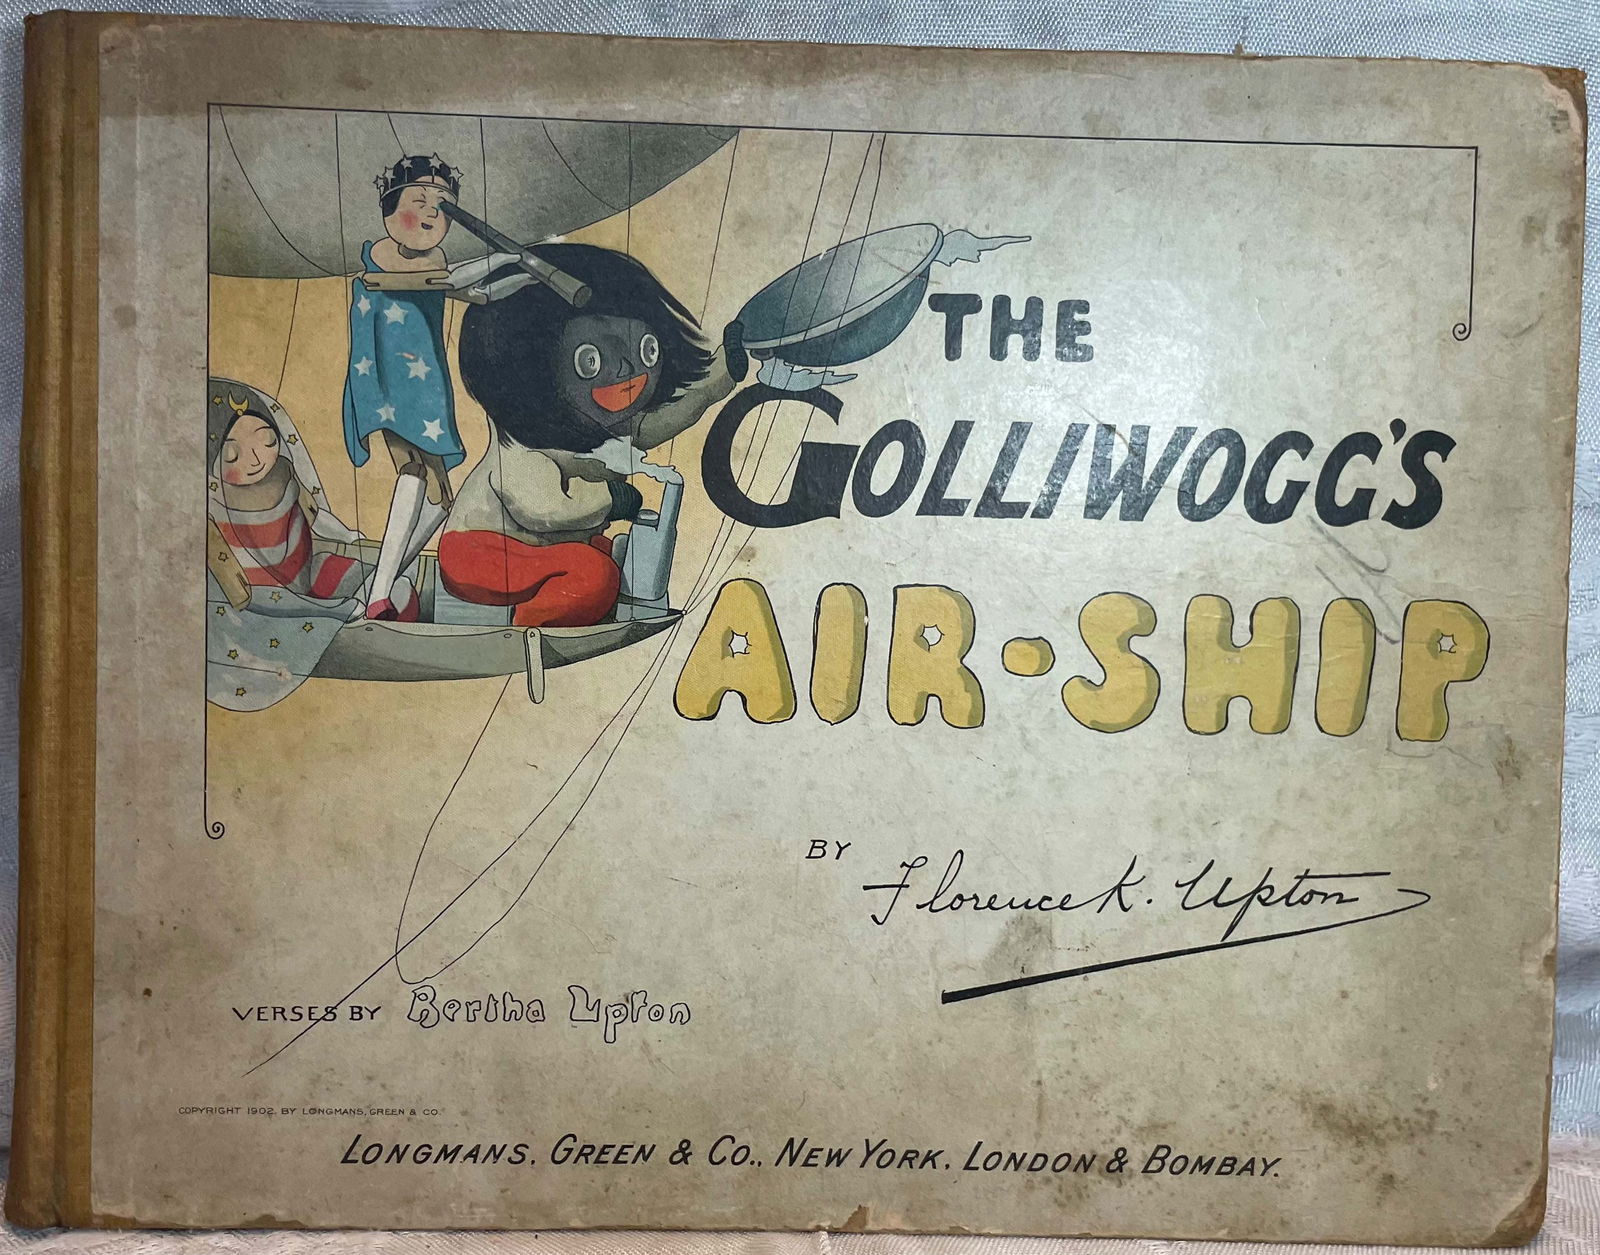 THE
GOLLIWOGG'S
AIR-SHIP
BY
Florence K. Upton
VERSES BY Bertha Upton
COPYRIGHT 1902, BY LONGMANS, GREEN & CO.
LONGMANS, GREEN & CO., NEW YORK, LONDON & BOMBAY.